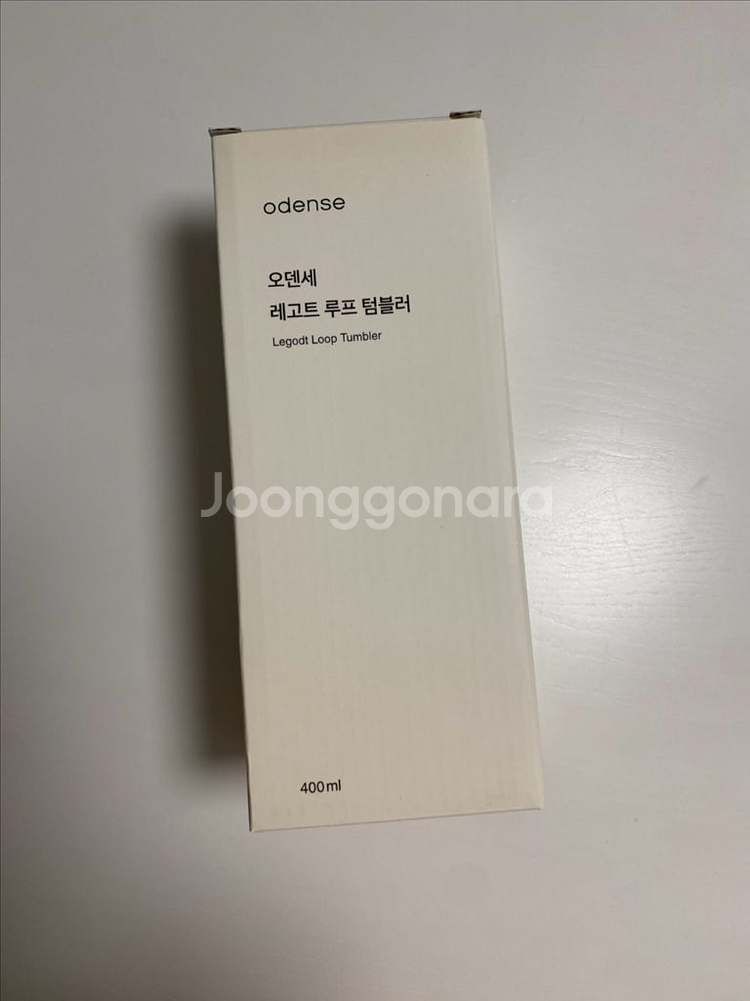 odense
오덴세
레고트 루프 텀블러
Legodt Loop Tumbler
Joonggonara
400ml